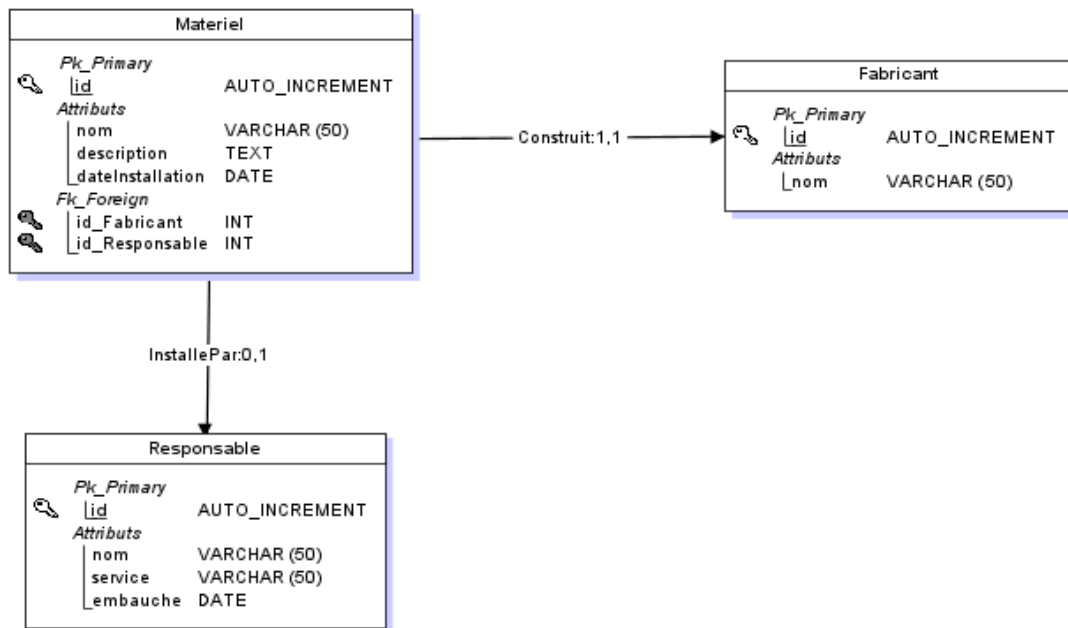 Materiel
Pk_Primary
id AUTO_INCREMENT
Attributs
nom VARCHAR (50)
description TEXT
dateInstallation DATE
Fk_Foreign
id_Fabricant INT
id_Responsable INT
Construit:1,1
Fabricant
Pk_Primary
id AUTO_INCREMENT
Attributs
nom VARCHAR (50)
InstallePar:0,1
Responsable
Pk_Primary
id AUTO_INCREMENT
Attributs
nom VARCHAR (50)
service VARCHAR (50)
embauche DATE